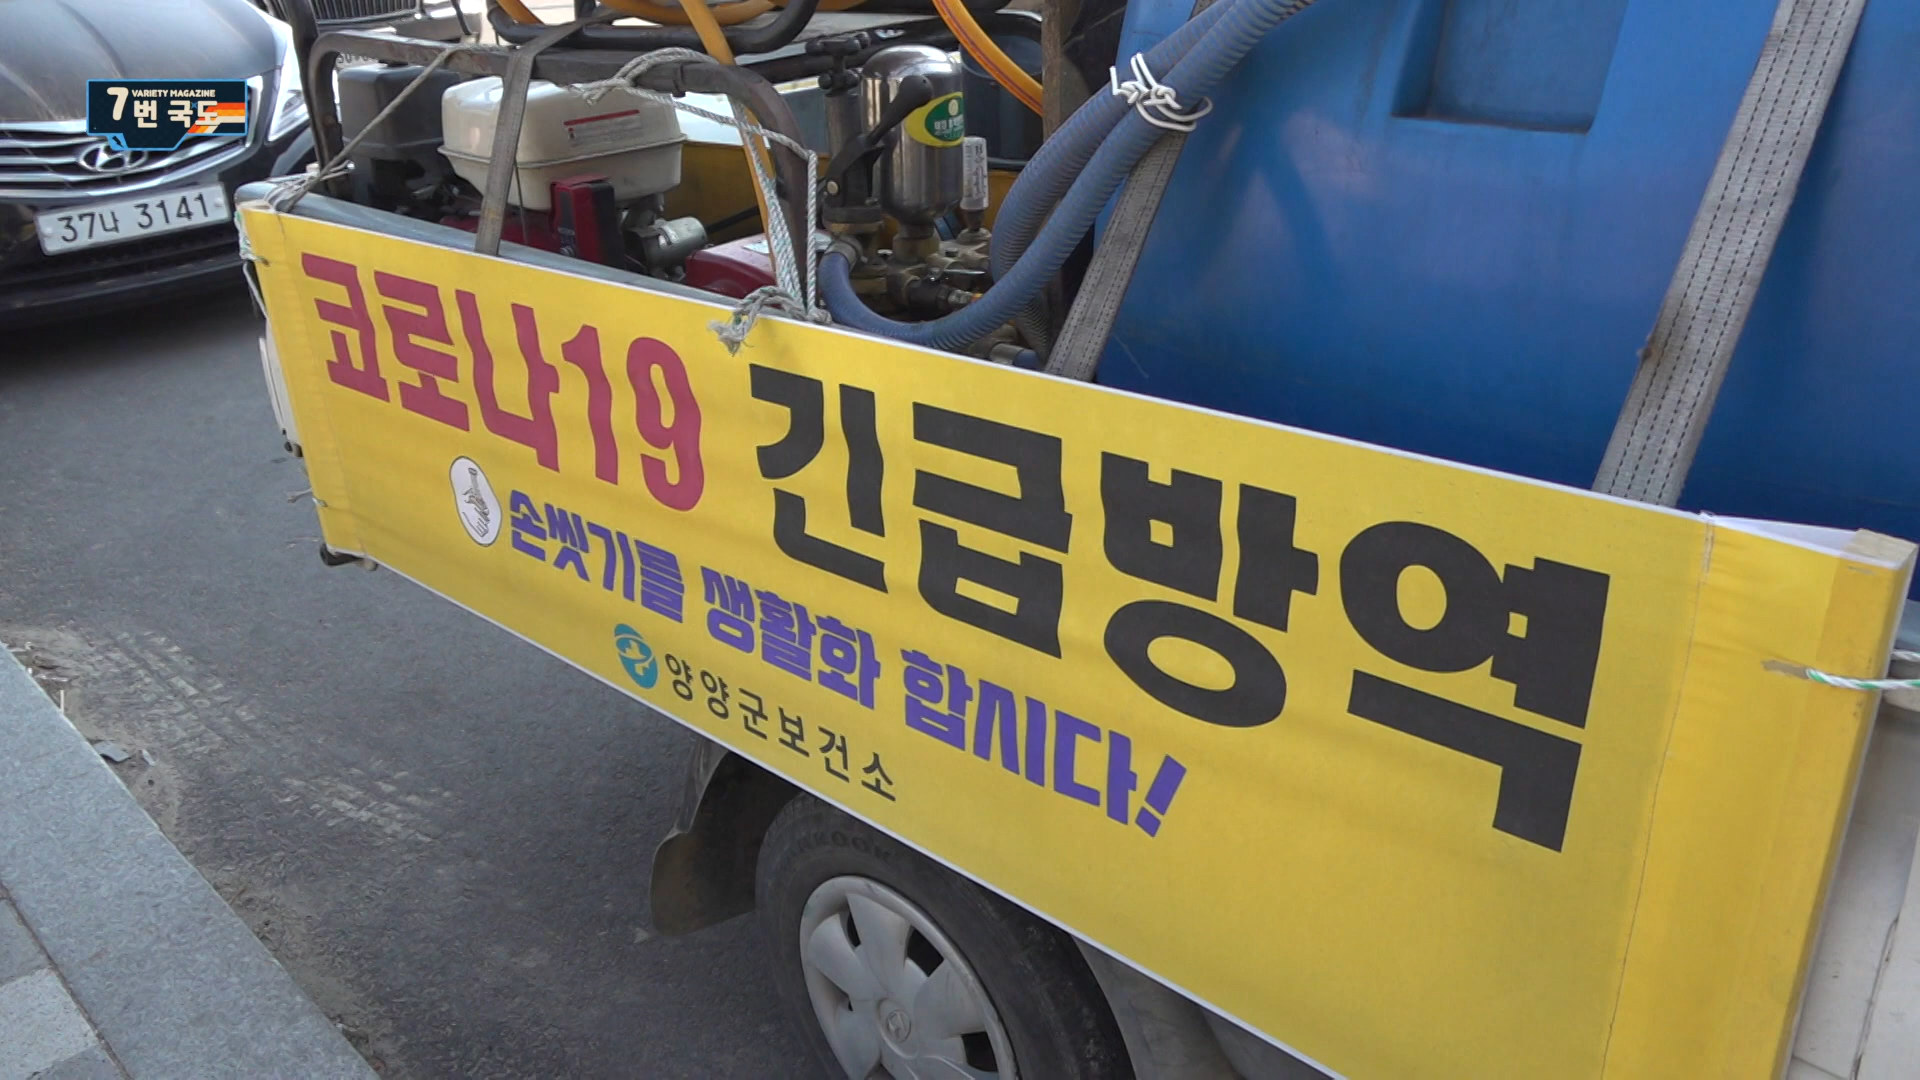 VARIETY MAGAZINE
7번 국도
37나 3141
코로나19 긴급방역
손씻기를 생활화 합시다!
양양군보건소